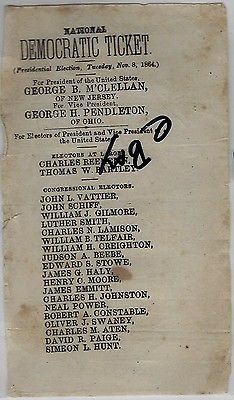 NATIONAL
DEMOCRATIC TICKET.
(Presidential Election, Tuesday, Nov. 8, 1864.)
For President of the United States,
GEORGE B. M'CLELLAN,
OF NEW JERSEY.
For Vice President,
GEORGE H. PENDLETON,
OF OHIO.
For Electors of President and Vice President
the United States,
ELECTORS AT
CHARLES
THOMAS W. BARTLEY.
CONGRESSIONAL ELECTORS.
JOHN L. VATTIER,
JOHN SCHIFF,
WILLIAM J. GILMORE,
LUTHER SMITH,
CHARLES N. LAMISON,
WILLIAM B. TELFAIR,
WILLIAM H. CREIGHTON,
JUDSON A. BEEBE,
EDWARD S. STOWE,
JAMES G. HALY,
HENRY C. MOORE,
JAMES EMMITT,
CHARLES H. JOHNSTON,
NEAL POWER,
ROBERT A. CONSTABLE,
OLIVER J. SWANEY,
CHARLES M. ATEN,
DAVID R. PAIGE,
SIMEON L. HUNT.